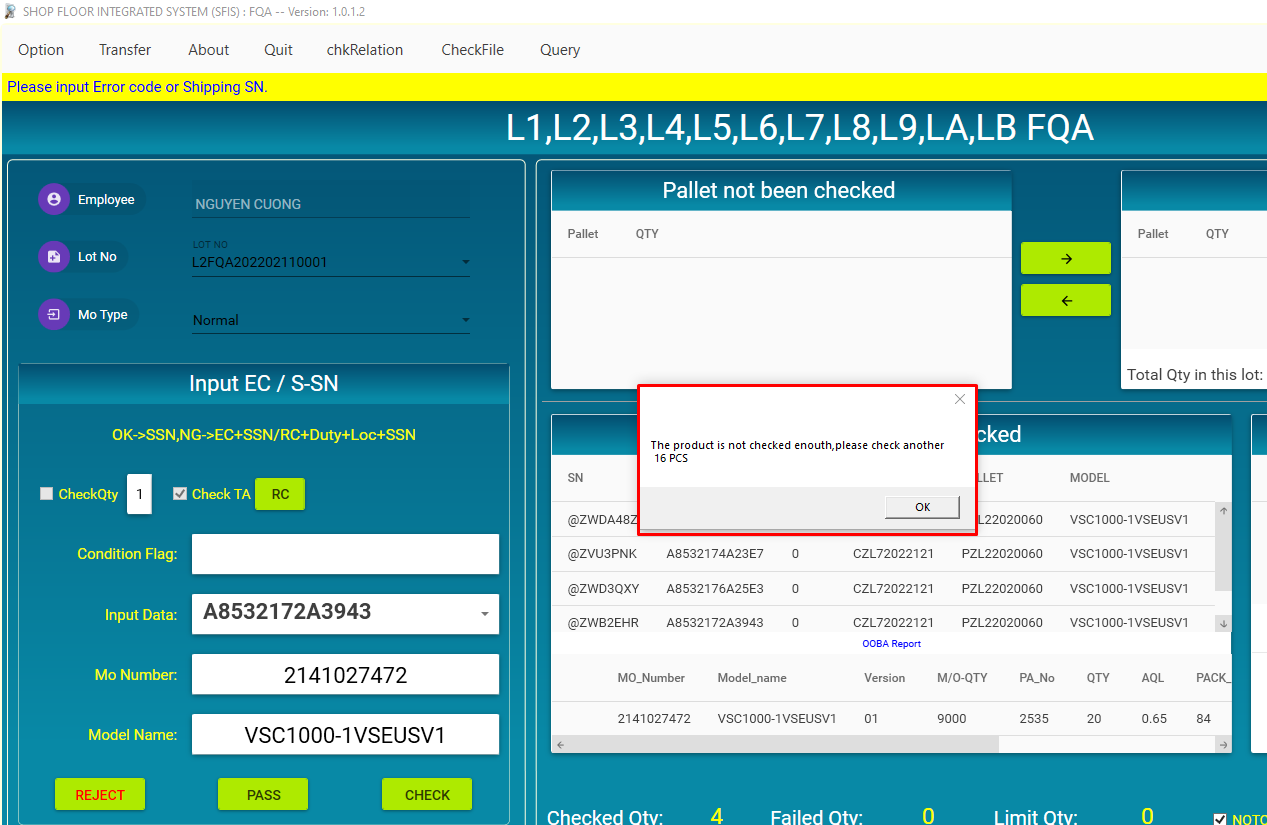 SHOP FLOOR INTEGRATED SYSTEM (SFIS) : FQA -- Version: 1.0.1.2
Option Transfer About Quit chkRelation CheckFile Query
Please input Error code or Shipping SN.
L1,L2,L3,L4,L5,L6,L7,L8,L9,LA,LB FQA
Employee NGUYEN CUONG
LOT NO
Lot No L2FQA202202110001
Mo Type Normal
Input EC / S-SN
OK->SSN,NG->EC+SSN/RC+Duty+Loc+SSN
CheckQty 1 Check TA RC
Condition Flag:
Input Data: A8532172A3943
Mo Number: 2141027472
Model Name: VSC1000-1VSEUSV1
REJECT PASS CHECK
Pallet not been checked
Pallet QTY
Pallet QTY
Total Qty in this lot:
The product is not checked enouth,please check another
16 PCS
OK
cked
SN LET MODEL
@ZWDA48Z L22020060 VSC1000-1VSEUSV1
@ZVU3PNK A8532174A23E7 0 CZL72022121 PZL22020060 VSC1000-1VSEUSV1
@ZWD3QXY A8532176A25E3 0 CZL72022121 PZL22020060 VSC1000-1VSEUSV1
@ZWB2EHR A8532172A3943 0 CZL72022121 PZL22020060 VSC1000-1VSEUSV1
OOBA Report
MO_Number Model_name Version M/O-QTY PA_No QTY AQL PACK_
2141027472 VSC1000-1VSEUSV1 01 9000 2535 20 0.65 84
Checked Qty: 4 Failed Qty: 0 Limit Qty: 0 NOTC